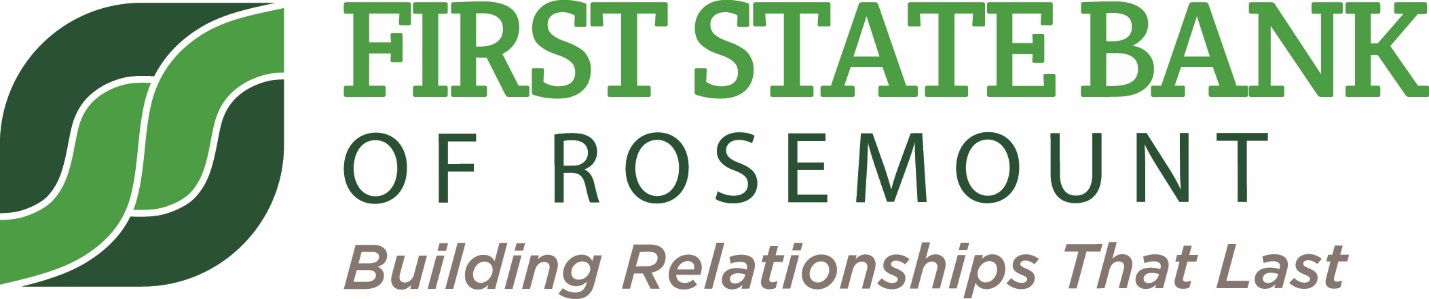 FIRST STATE BANK
OF ROSEMOUNT
Building Relationships That Last